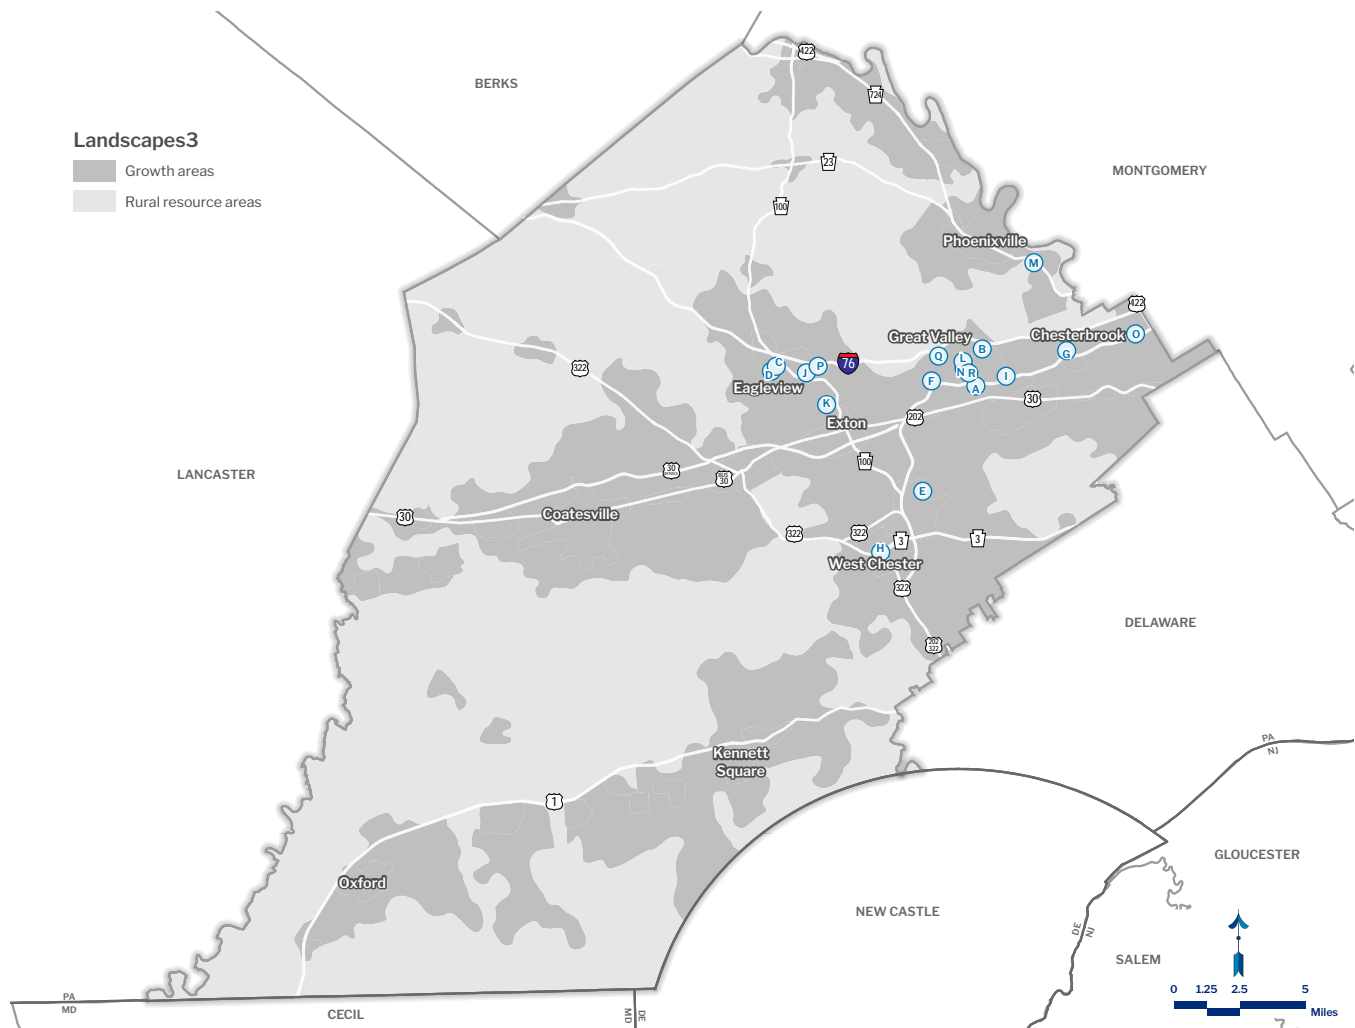 422
BERKS
724
Landscapes3
Growth areas
Rural resource areas
23
MONTGOMERY
100
Phoenixville
M
422
Great Valley
Chesterbrook
O
B
G
Q
L
76
C
D
J
P
N
R
I
322
F
A
Eagleview
K
30
202
Exton
100
30
BUS
30
LANCASTER
E
Coatesville
30
322
322
3
3
H
West Chester
322
DELAWARE
202
322
PA
NJ
Kennett
Square
1
GLOUCESTER
Oxford
NEW CASTLE
DE
NJ
SALEM
0 1.25 2.5 5
Miles
PA
MD
CECIL
DE
MD